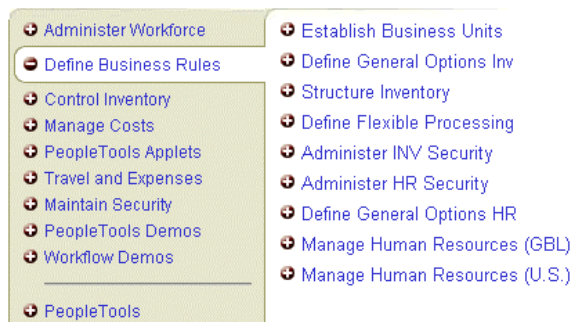 Administer Workforce
Define Business Rules
Control Inventory
Manage Costs
PeopleTools Applets
Travel and Expenses
Maintain Security
PeopleTools Demos
Workflow Demos
PeopleTools
Establish Business Units
Define General Options Inv
Structure Inventory
Define Flexible Processing
Administer INV Security
Administer HR Security
Define General Options HR
Manage Human Resources (GBL)
Manage Human Resources (U.S.)